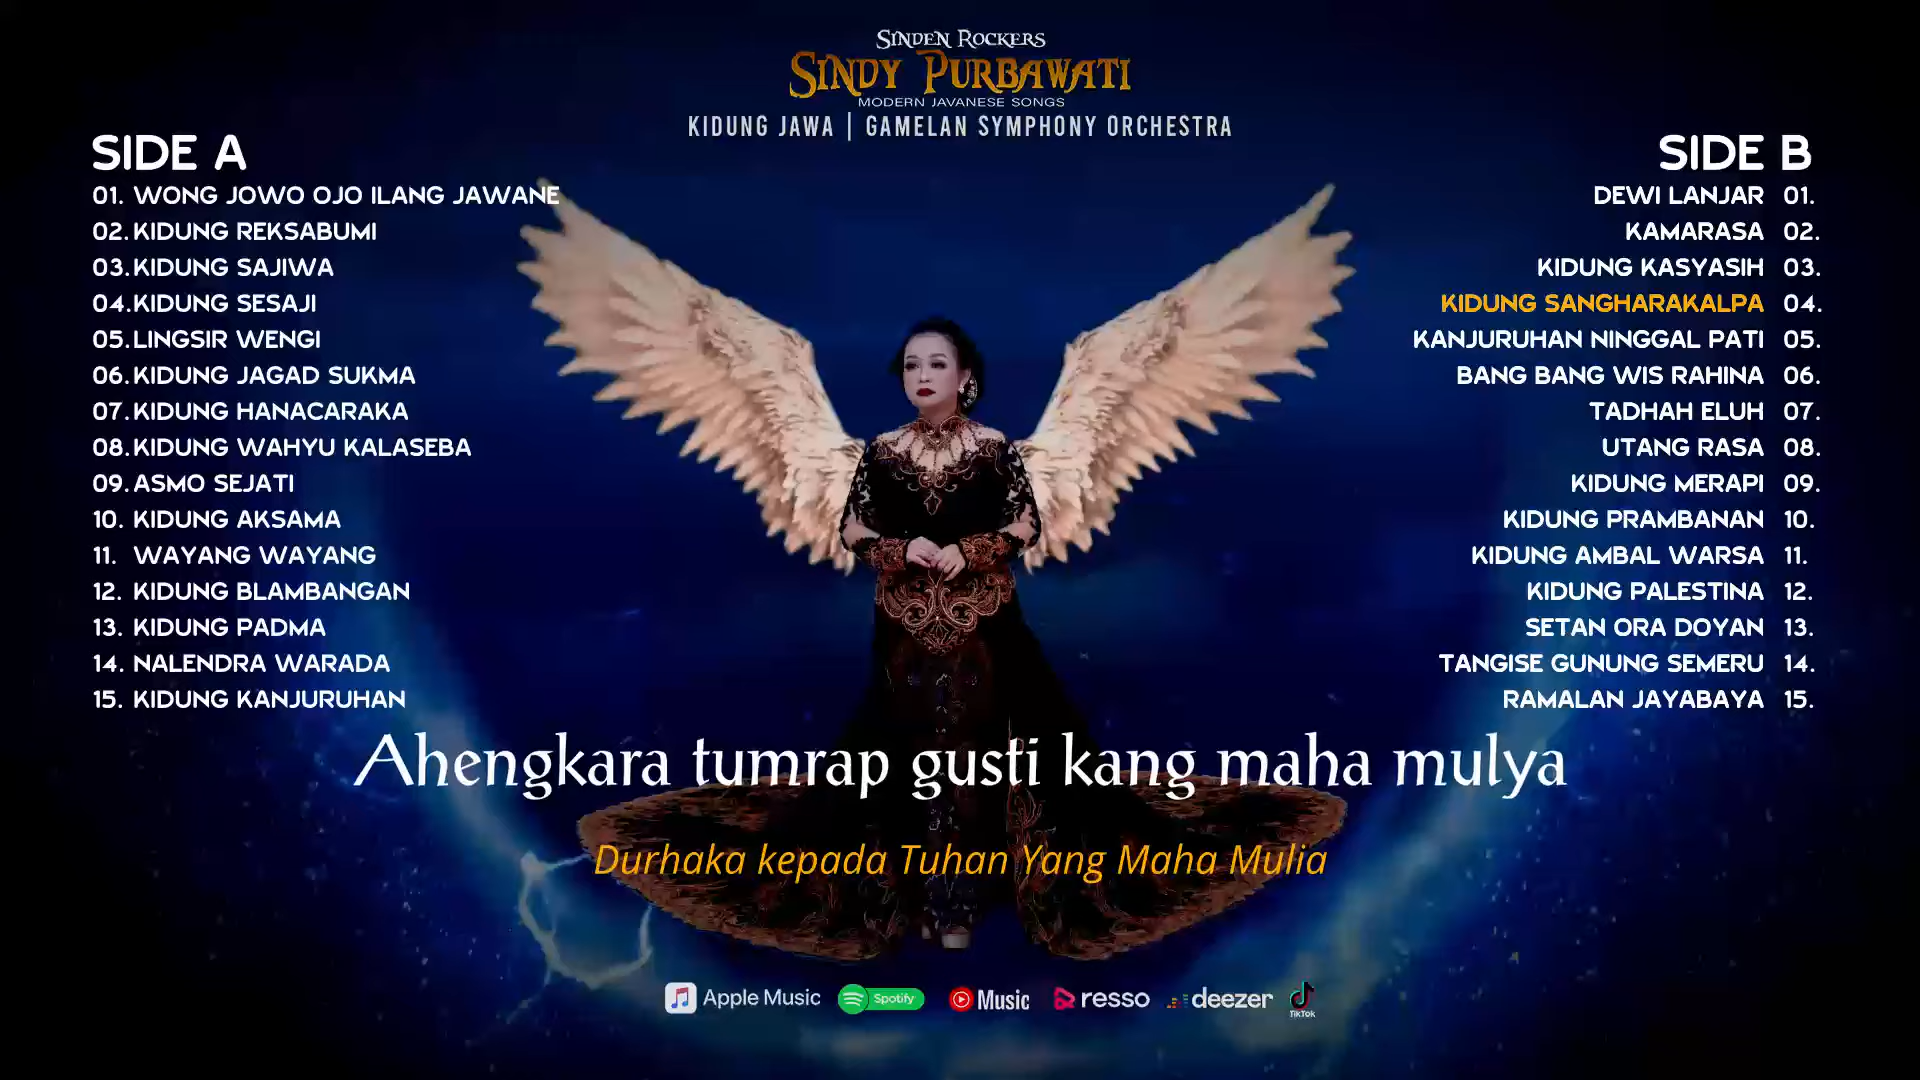 SINDEN ROCKERS
SINDY PURBAWATI
MODERN JAVANESE SONGS
KIDUNG JAWA | GAMELAN SYMPHONY ORCHESTRA
SIDE A
01. WONG JOWO OJO ILANG JAWANE
02. KIDUNG REKSABUMI
03. KIDUNG SAJIWA
04. KIDUNG SESAJI
05. LINGSIR WENGI
06. KIDUNG JAGAD SUKMA
07. KIDUNG HANACARAKA
08. KIDUNG WAHYU KALASEBA
09. ASMO SEJATI
10. KIDUNG AKSAMA
11. WAYANG WAYANG
12. KIDUNG BLAMBANGAN
13. KIDUNG PADMA
14. NALENDRA WARADA
15. KIDUNG KANJURUHAN
SIDE B
DEWI LANJAR 01.
KAMARASA 02.
KIDUNG KASYASIH 03.
KIDUNG SANGHARAKALPA 04.
KANJURUHAN NINGGAL PATI 05.
BANG BANG WIS RAHINA 06.
TADHAH ELUH 07.
UTANG RASA 08.
KIDUNG MERAPI 09.
KIDUNG PRAMBANAN 10.
KIDUNG AMBAL WARSA 11.
KIDUNG PALESTINA 12.
SETAN ORA DOYAN 13.
TANGISE GUNUNG SEMERU 14.
RAMALAN JAYABAYA 15.
Ahengkara tumrap gusti kang maha mulya
Durhaka kepada Tuhan Yang Maha Mulia
Apple Music Spotify Music resso deezer TikTok